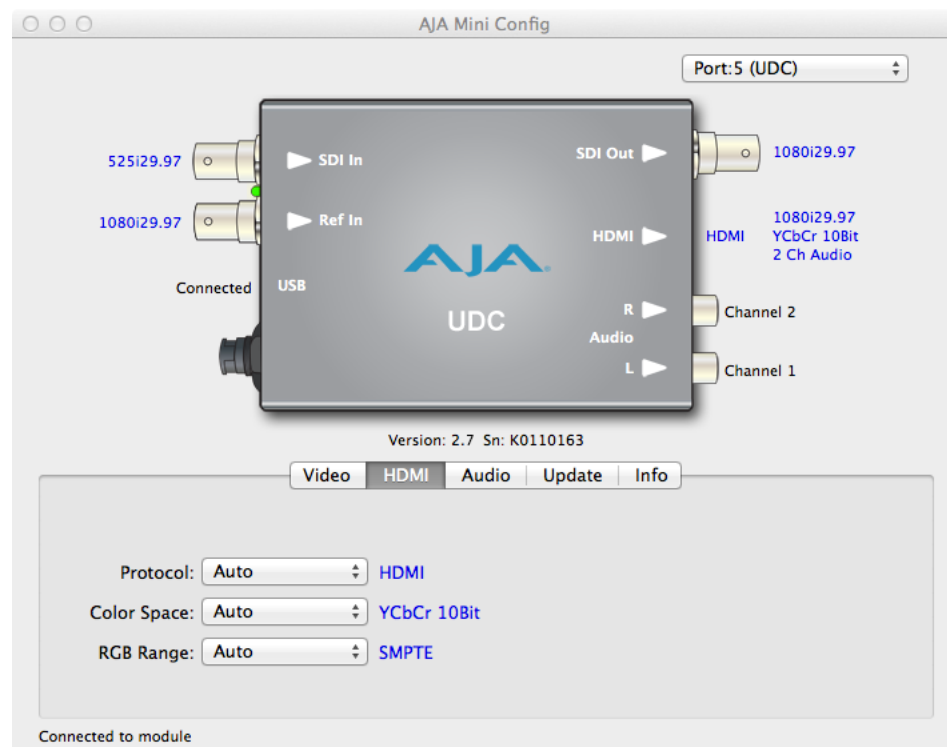 AJA Mini Config
Port:5 (UDC)
525i29.97
SDI In
SDI Out
1080i29.97
1080i29.97
Ref In
HDMI
HDMI
1080i29.97
YCbCr 10Bit
2 Ch Audio
AJA.
Connected
USB
UDC
R
Channel 2
Audio
L
Channel 1
Version: 2.7 Sn: K0110163
Video
HDMI
Audio
Update
Info
Protocol: Auto HDMI
Color Space: Auto YCbCr 10Bit
RGB Range: Auto SMPTE
Connected to module